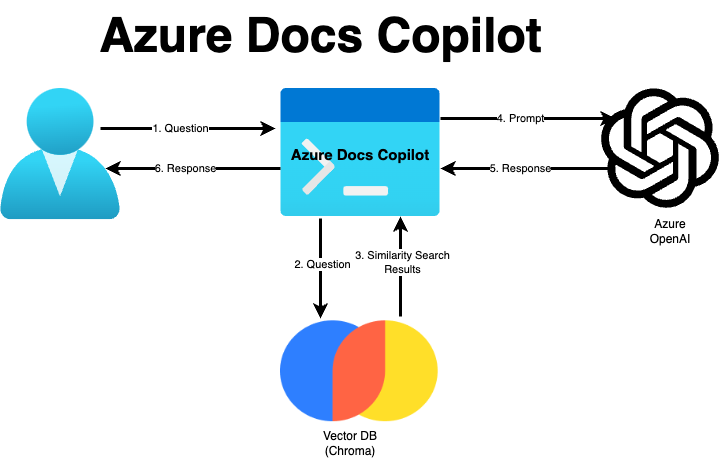 Azure Docs Copilot
1. Question
4. Prompt
Azure Docs Copilot
6. Response
5. Response
Azure
OpenAI
2. Question
3. Similarity Search
Results
Vector DB
(Chroma)